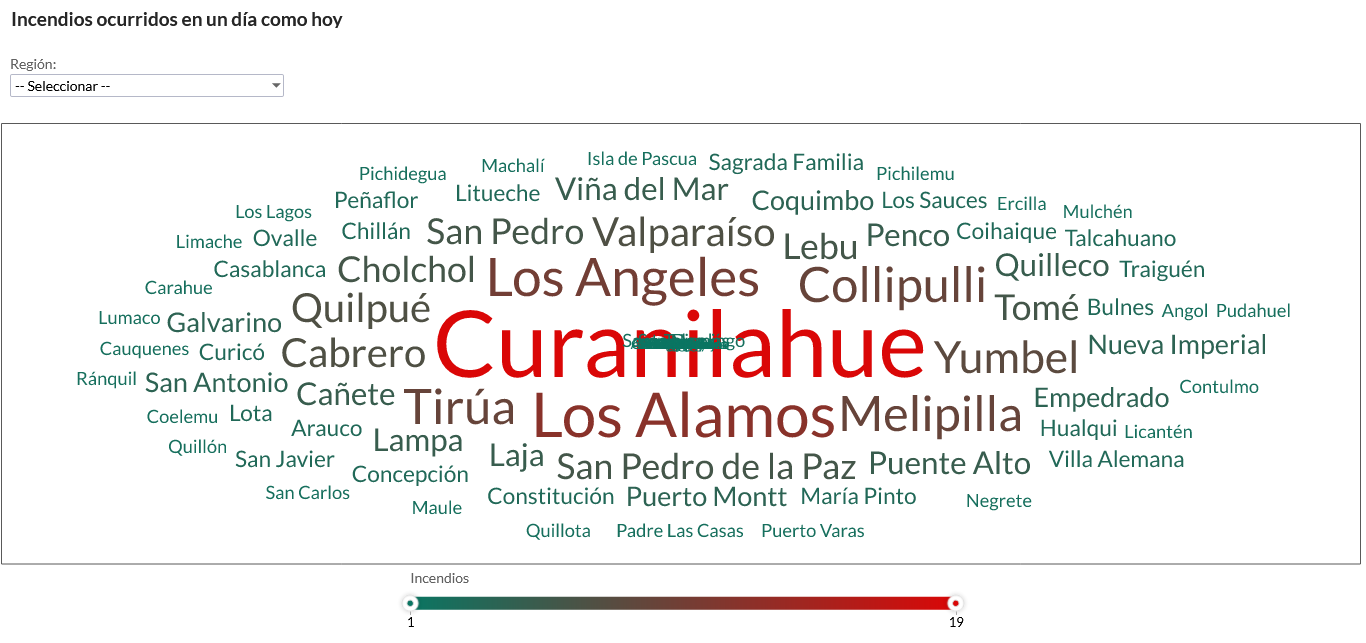 Incendios ocurridos en un día como hoy
Región:
-- Seleccionar --
Isla de Pascua
Sagrada Familia
Machalí
Pichidegua
Pichilemu
Viña del Mar
Litueche
Peñaflor
Coquimbo
Los Sauces
Ercilla
Los Lagos
Mulchén
Chillán
San Pedro
Valparaíso
Penco
Coihaique
Limache
Ovalle
Lebu
Talcahuano
Casablanca
Cholchol
Los Angeles
Collipulli
Quilleco
Traiguén
Carahue
Quilpué
Tomé
Bulnes
Angol
Pudahuel
Lumaco
Galvarino
Curanilahue
Cauquenes
Curicó
Cabrero
Yumbel
Nueva Imperial
Ránquil
San Antonio
Cañete
Tirúa
Los Alamos
Melipilla
Empedrado
Contulmo
Coelemu
Lota
Arauco
Hualqui
Licantén
Quillón
Lampa
Laja
San Javier
San Pedro de la Paz
Puente Alto
Villa Alemana
Concepción
San Carlos
Constitución
Puerto Montt
María Pinto
Negrete
Maule
Quillota
Padre Las Casas
Puerto Varas
Incendios
1
19